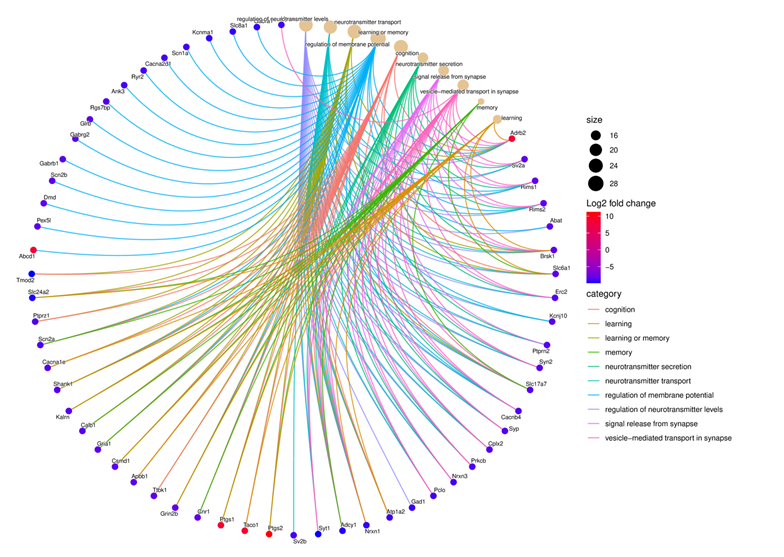 regulation of neurotransmitter levels
neurotransmitter transport
learning or memory
regulation of membrane potential
cognition
neurotransmitter secretion
signal release from synapse
vesicle−mediated transport in synapse
memory
learning
Adrb2
Sv2a
Rims1
Rims2
Abat
Brsk1
Slc6a1
Erc2
Kcnj10
Ptprn2
Syn2
Slc17a7
Cacnb4
Syp
Cplx2
Prkcb
Nrxn3
Pclo
Gad1
Atp1a2
Nrxn1
Adcy1
Syt1
Sv2b
Ptgs2
Taco1
Ptgs1
Cnr1
Grin2b
Ttbk1
Apbb1
Csmd1
Gria1
Calb1
Kalrn
Shank1
Cacna1c
Scn2a
Ptprz1
Slc24a2
Tmod2
Abcd1
Pex5l
Dmd
Scn2b
Gabrb1
Gabrg2
Glrb
Rgs7bp
Ank3
Ryr2
Cacna2d1
Scn1a
Kcnma1
Slc8a1
size
16
20
24
28
Log2 fold change
10
5
0
−5
category
cognition
learning
learning or memory
memory
neurotransmitter secretion
neurotransmitter transport
regulation of membrane potential
regulation of neurotransmitter levels
signal release from synapse
vesicle−mediated transport in synapse